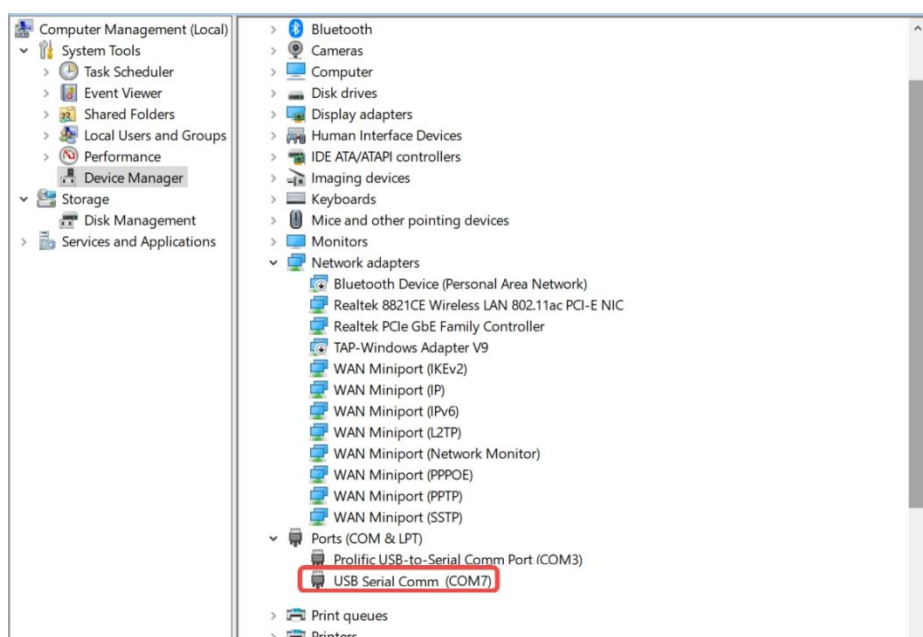 Computer Management (Local)
System Tools
Task Scheduler
Event Viewer
Shared Folders
Local Users and Groups
Performance
Device Manager
Storage
Disk Management
Services and Applications
Bluetooth
Cameras
Computer
Disk drives
Display adapters
Human Interface Devices
IDE ATA/ATAPI controllers
Imaging devices
Keyboards
Mice and other pointing devices
Monitors
Network adapters
Bluetooth Device (Personal Area Network)
Realtek 8821CE Wireless LAN 802.11ac PCI-E NIC
Realtek PCIe GbE Family Controller
TAP-Windows Adapter V9
WAN Miniport (IKEv2)
WAN Miniport (IP)
WAN Miniport (IPv6)
WAN Miniport (L2TP)
WAN Miniport (Network Monitor)
WAN Miniport (PPPOE)
WAN Miniport (PPTP)
WAN Miniport (SSTP)
Ports (COM & LPT)
Prolific USB-to-Serial Comm Port (COM3)
USB Serial Comm (COM7)
Print queues
Printers